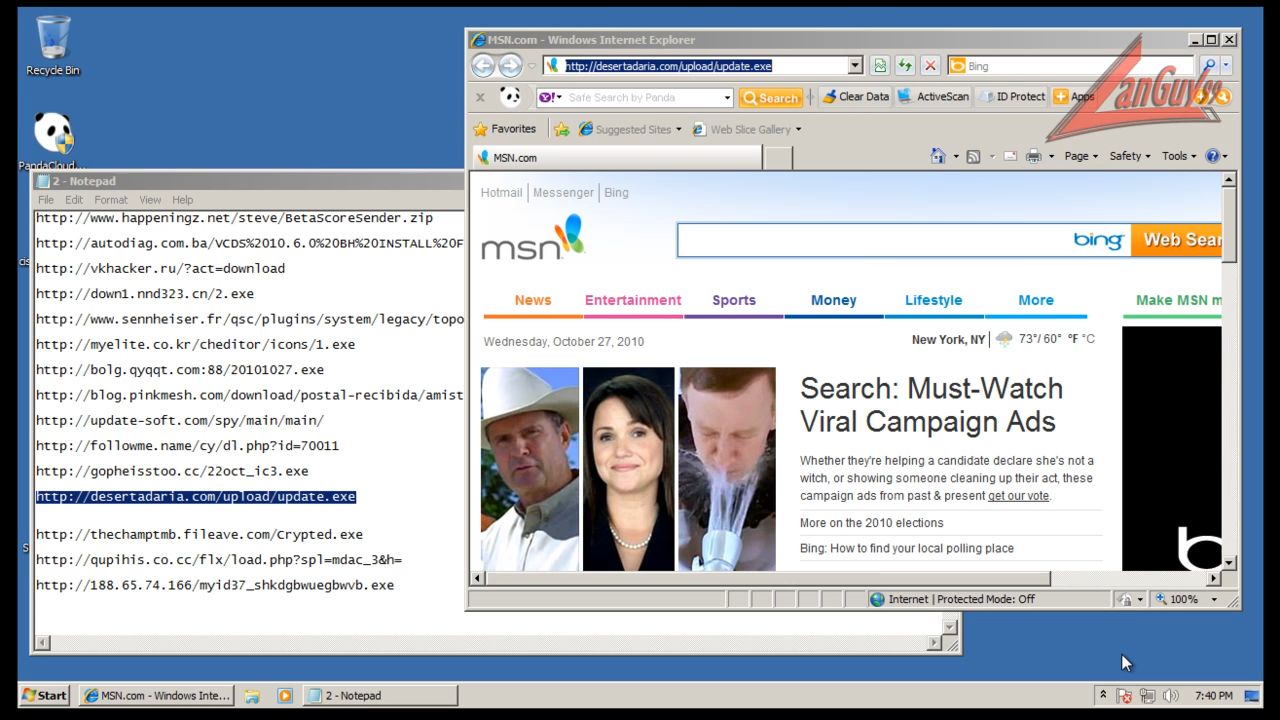 Recycle Bin
PandaCloud...
MSN.com - Windows Internet Explorer
http://desertadaria.com/upload/update.exe
Bing
Y! Safe Search by Panda
Search
Clear Data
ActiveScan
ID Protect
Apps
anGuys
Favorites
Suggested Sites
Web Slice Gallery
MSN.com
Page
Safety
Tools
Hotmail
Messenger
Bing
msn
bing
Web Sear
News
Entertainment
Sports
Money
Lifestyle
More
Make MSN m
Wednesday, October 27, 2010
New York, NY
73°/ 60° °F °C
Search: Must-Watch
Viral Campaign Ads
Whether they're helping a candidate declare she's not a
witch, or showing someone cleaning up their act, these
campaign ads from past & present get our vote.
More on the 2010 elections
Bing: How to find your local polling place
b
Internet | Protected Mode: Off
100%
2 - Notepad
File Edit Format View Help
http://www.happeningz.net/steve/BetaScoreSender.zip
http://autodiag.com.ba/VCDS%2010.6.0%20BH%20INSTALL%20F
http://vkhacker.ru/?act=download
http://down1.nnd323.cn/2.exe
http://www.sennheiser.fr/qsc/plugins/system/legacy/topo
http://myelite.co.kr/cheditor/icons/1.exe
http://bolg.qyqqt.com:88/20101027.exe
http://blog.pinkmesh.com/download/postal-recibida/amist
http://update-soft.com/spy/main/main/
http://followme.name/cy/dl.php?id=70011
http://gopheisstoo.cc/22oct_ic3.exe
http://desertadaria.com/upload/update.exe
http://thechamptmb.fileave.com/Crypted.exe
http://qupihis.co.cc/flx/load.php?spl=mdac_3&h=
http://188.65.74.166/myid37_shkdgbwuegbwvb.exe
Start
MSN.com - Windows Inte...
2 - Notepad
7:40 PM